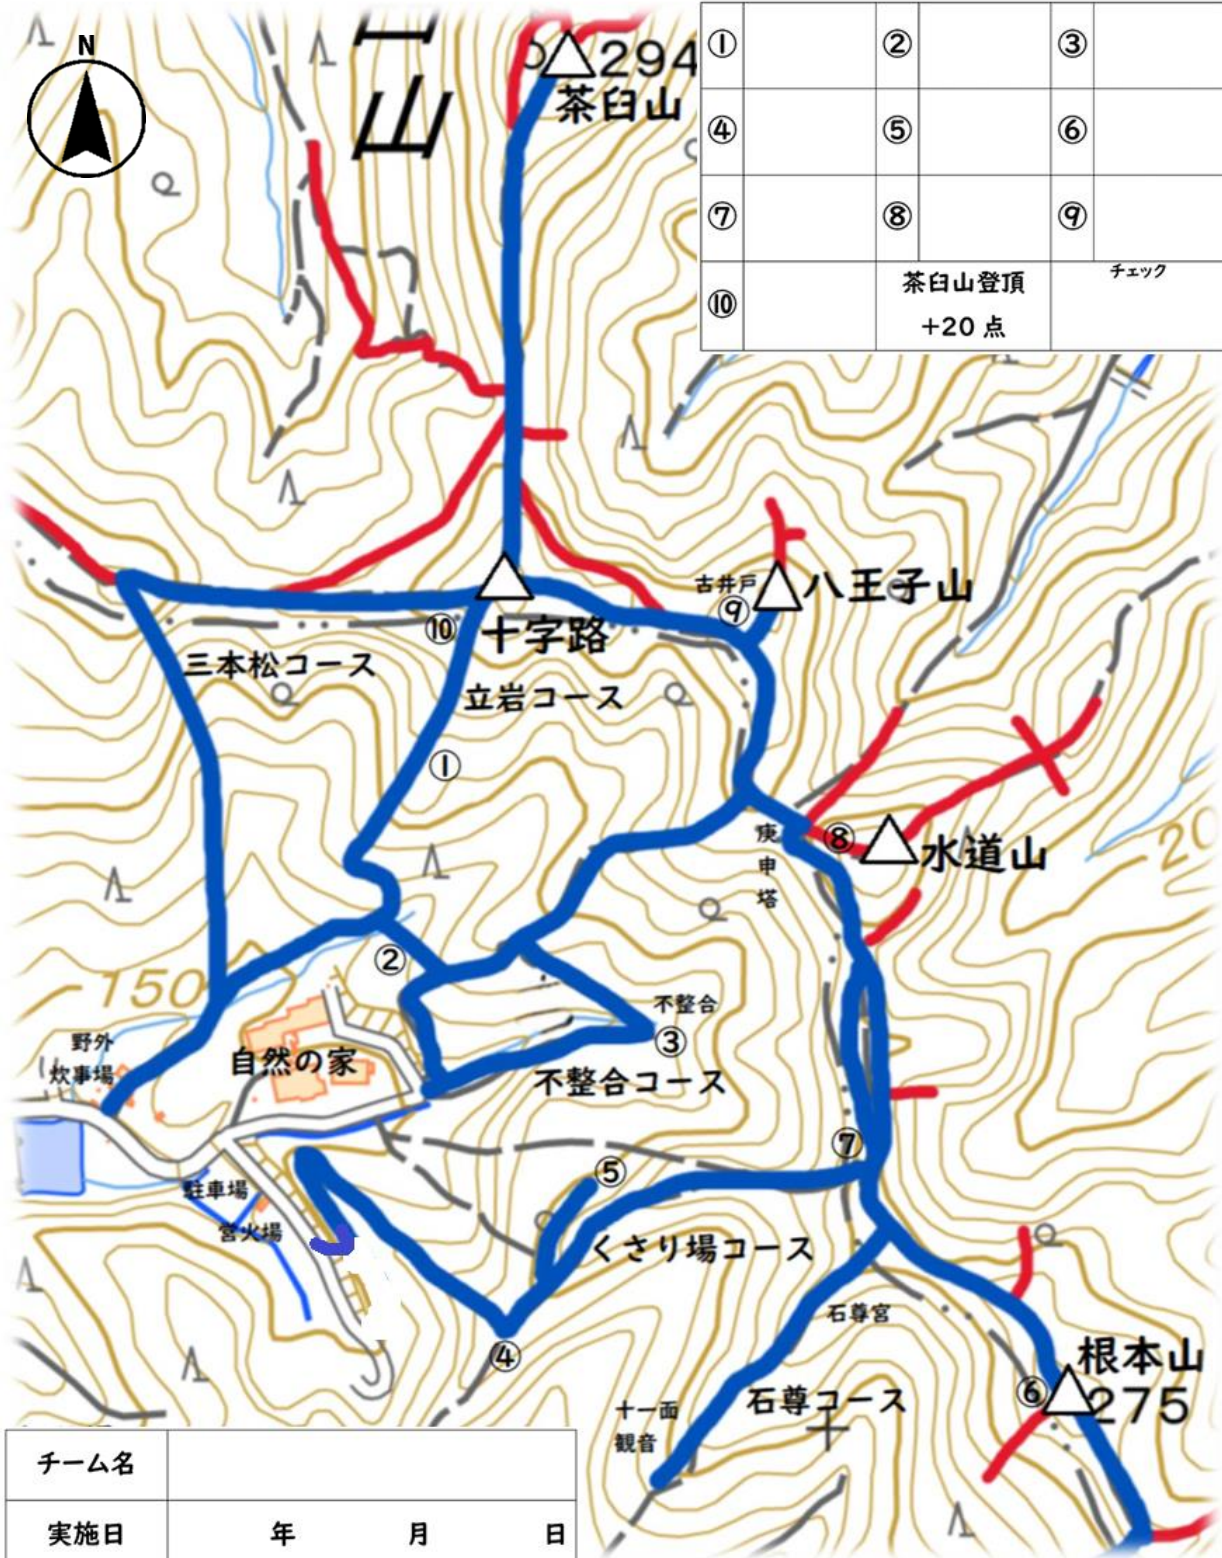 N
山
294
茶臼山
① ② ③
④ ⑤ ⑥
⑦ ⑧ ⑨
⑩ 茶臼山登頂 チェック
+20 点
古井戸
⑨
八王子山
⑩
十字路
三本松コース
立岩コース
①
庚申塔
⑧
水道山
20
②
150
不整合
③
野外
炊事場
自然の家
不整合コース
⑦
⑤
駐車場
営火場
くさり場コース
石尊宮
④
根本山
⑥
275
石尊コース
十一面
観音
チーム名
実施日 年 月 日